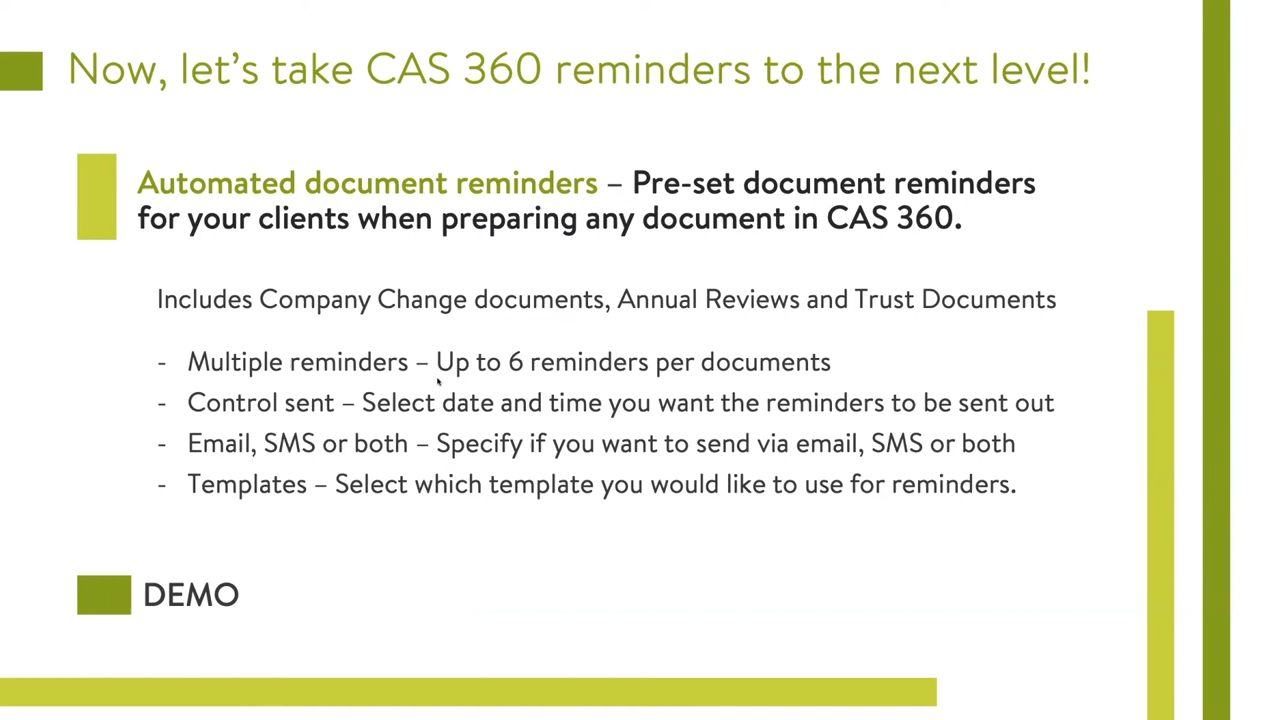 Now, let's take CAS 360 reminders to the next level!
Automated document reminders – Pre-set document reminders
for your clients when preparing any document in CAS 360.
Includes Company Change documents, Annual Reviews and Trust Documents
- Multiple reminders – Up to 6 reminders per documents
- Control sent – Select date and time you want the reminders to be sent out
- Email, SMS or both – Specify if you want to send via email, SMS or both
- Templates – Select which template you would like to use for reminders.
DEMO